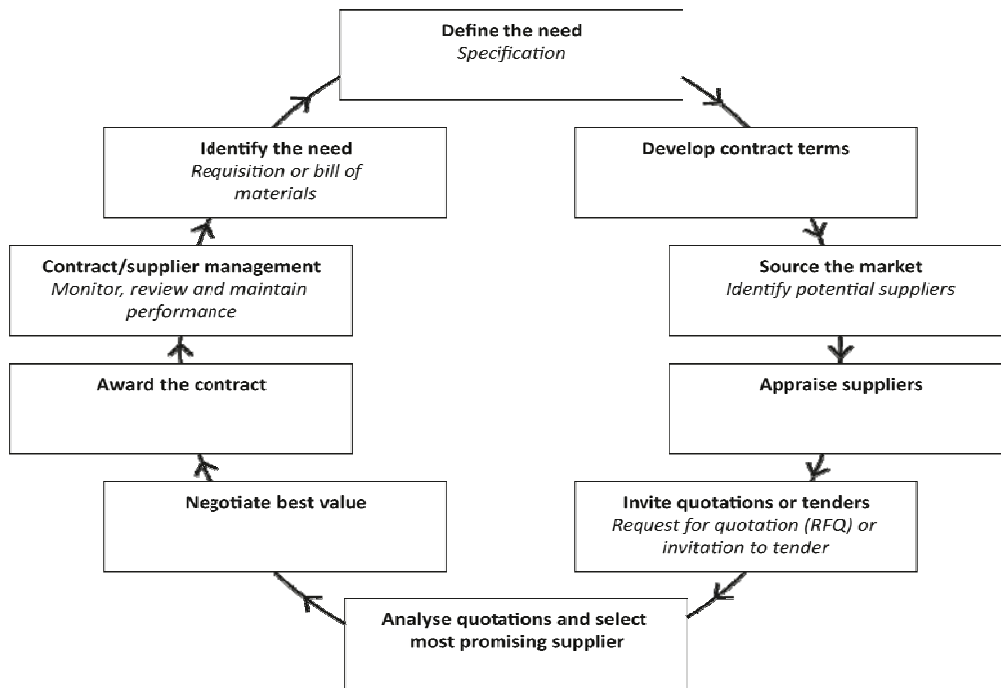 Define the need
Specification
Identify the need
Requisition or bill of
materials
Develop contract terms
Contract/supplier management
Monitor, review and maintain
performance
Source the market
Identify potential suppliers
Award the contract
Appraise suppliers
Negotiate best value
Invite quotations or tenders
Request for quotation (RFQ) or
invitation to tender
Analyse quotations and select
most promising supplier